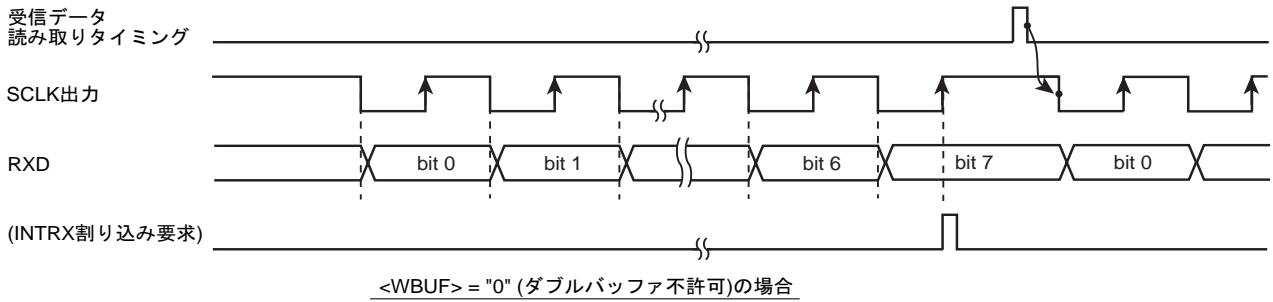 受信データ
読み取りタイミング
SCLK出力
RXD
bit 0
bit 1
bit 6
bit 7
bit 0
(INTRX割り込み要求)
<WBUF> = "0" (ダブルバッファ不許可)の場合